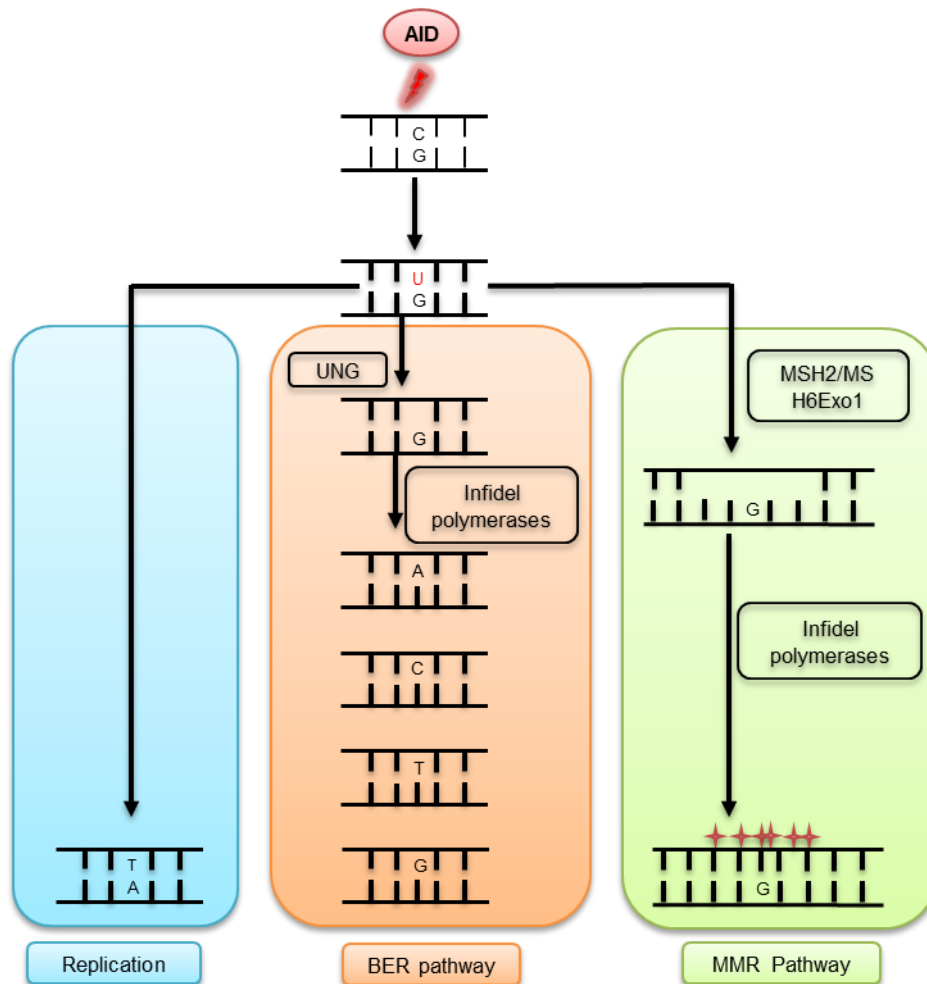 AID
C
G
U
G
UNG
G
Infidel
polymerases
A
C
T
G
MSH2/MS
H6Exo1
G
Infidel
polymerases
G
T
A
Replication
BER pathway
MMR Pathway